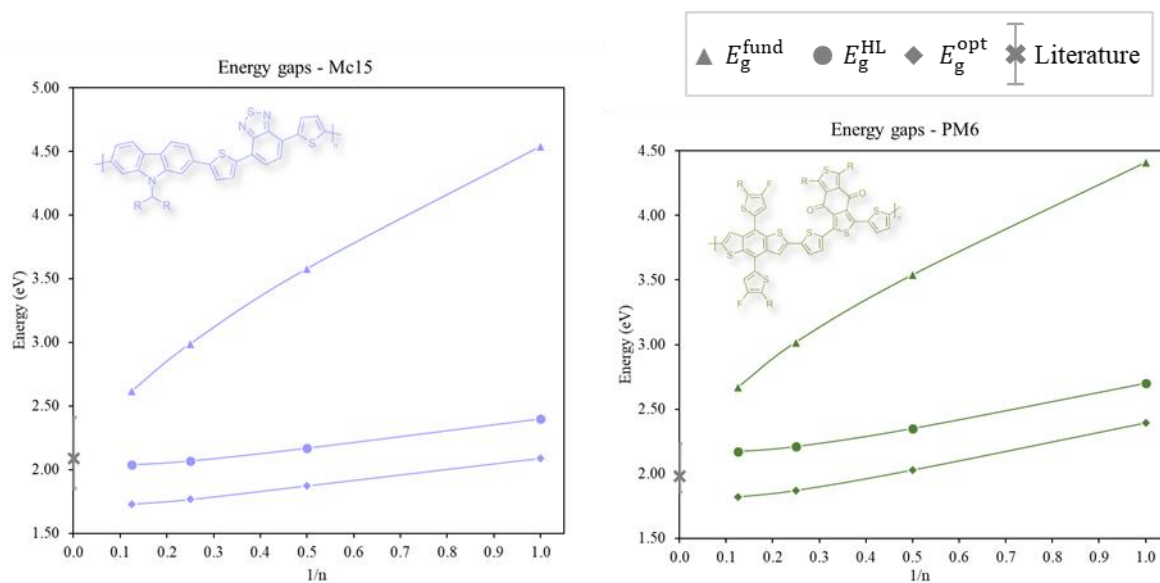 E_g^fund E_g^HL E_g^opt Literature
Energy gaps - Mc15
Energy (eV)
5.00
4.50
4.00
3.50
3.00
2.50
2.00
1.50
0.0 0.1 0.2 0.3 0.4 0.5 0.6 0.7 0.8 0.9 1.0
1/n
N S N
S
S
N
R R
n
Energy gaps - PM6
Energy (eV)
4.50
4.00
3.50
3.00
2.50
2.00
1.50
0.0 0.1 0.2 0.3 0.4 0.5 0.6 0.7 0.8 0.9 1.0
1/n
S
R R
R F
S
O O
S
S
S
S
S
n
S
F R